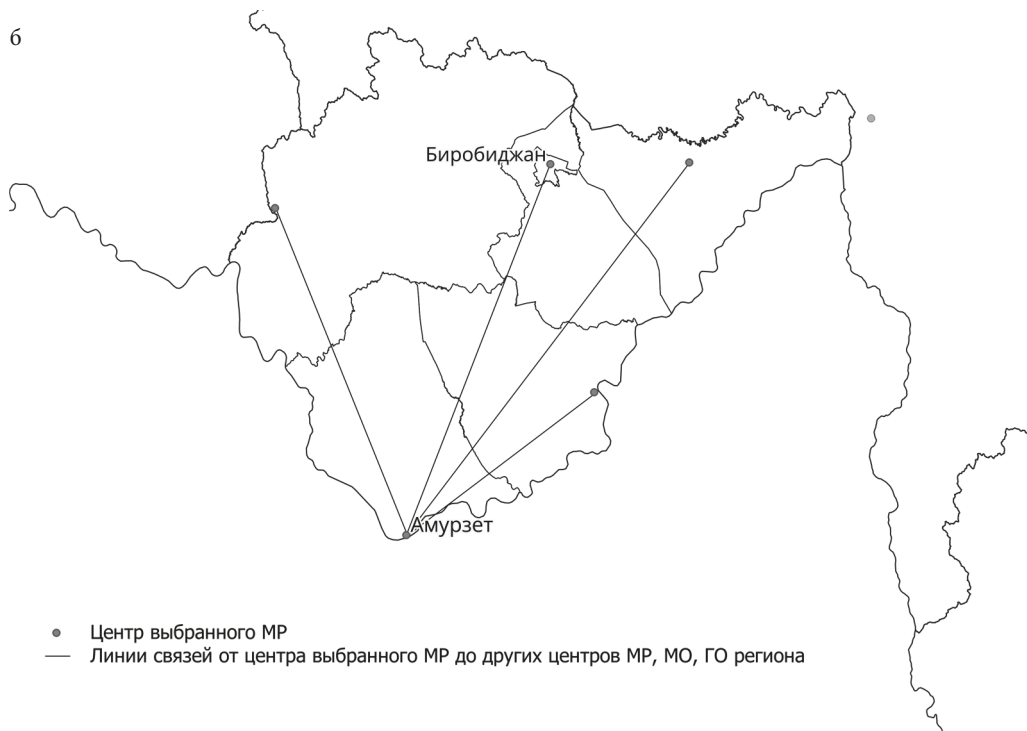 б
Биробиджан
Амурзет
Центр выбранного МР
Линии связей от центра выбранного МР до других центров МР, МО, ГО региона